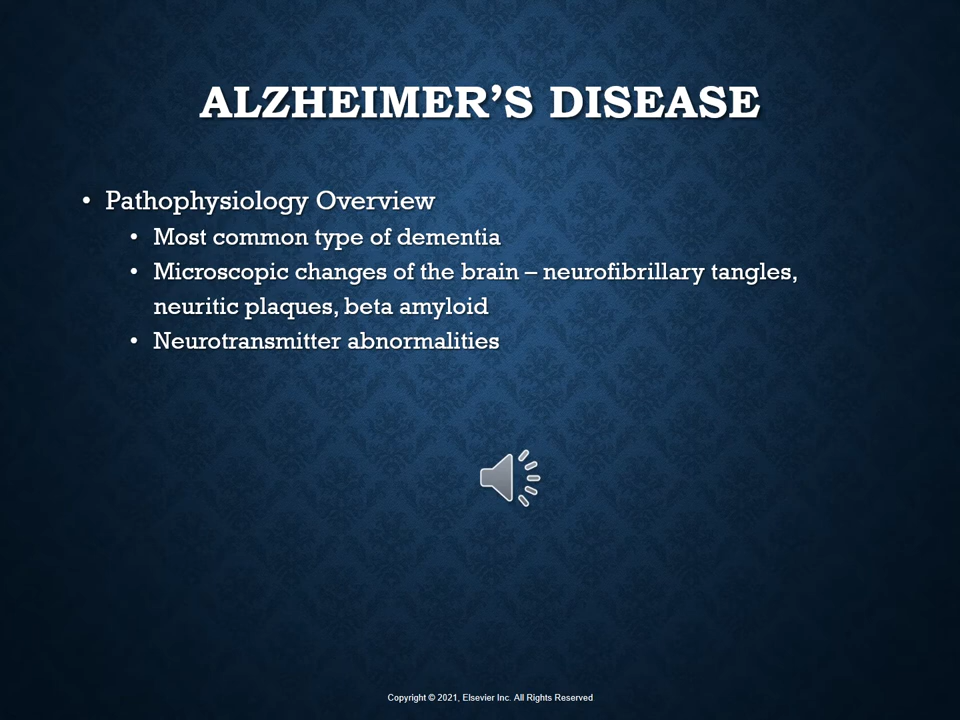 ALZHEIMER’S DISEASE
• Pathophysiology Overview
• Most common type of dementia
• Microscopic changes of the brain – neurofibrillary tangles,
neuritic plaques, beta amyloid
• Neurotransmitter abnormalities
Copyright © 2021, Elsevier Inc. All Rights Reserved